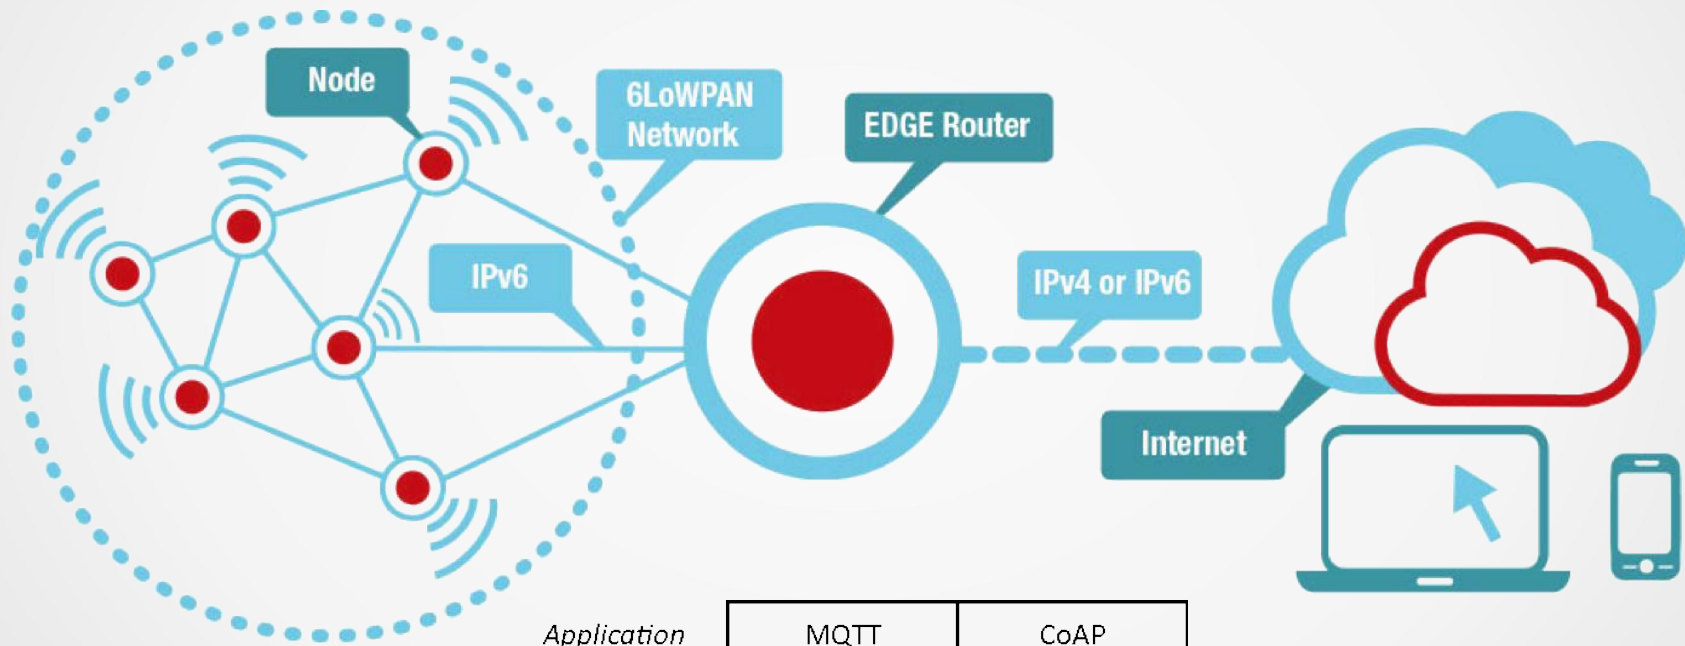 Node
6LoWPAN
Network
EDGE Router
IPv6
IPv4 or IPv6
Internet
Application
MQTT
CoAP